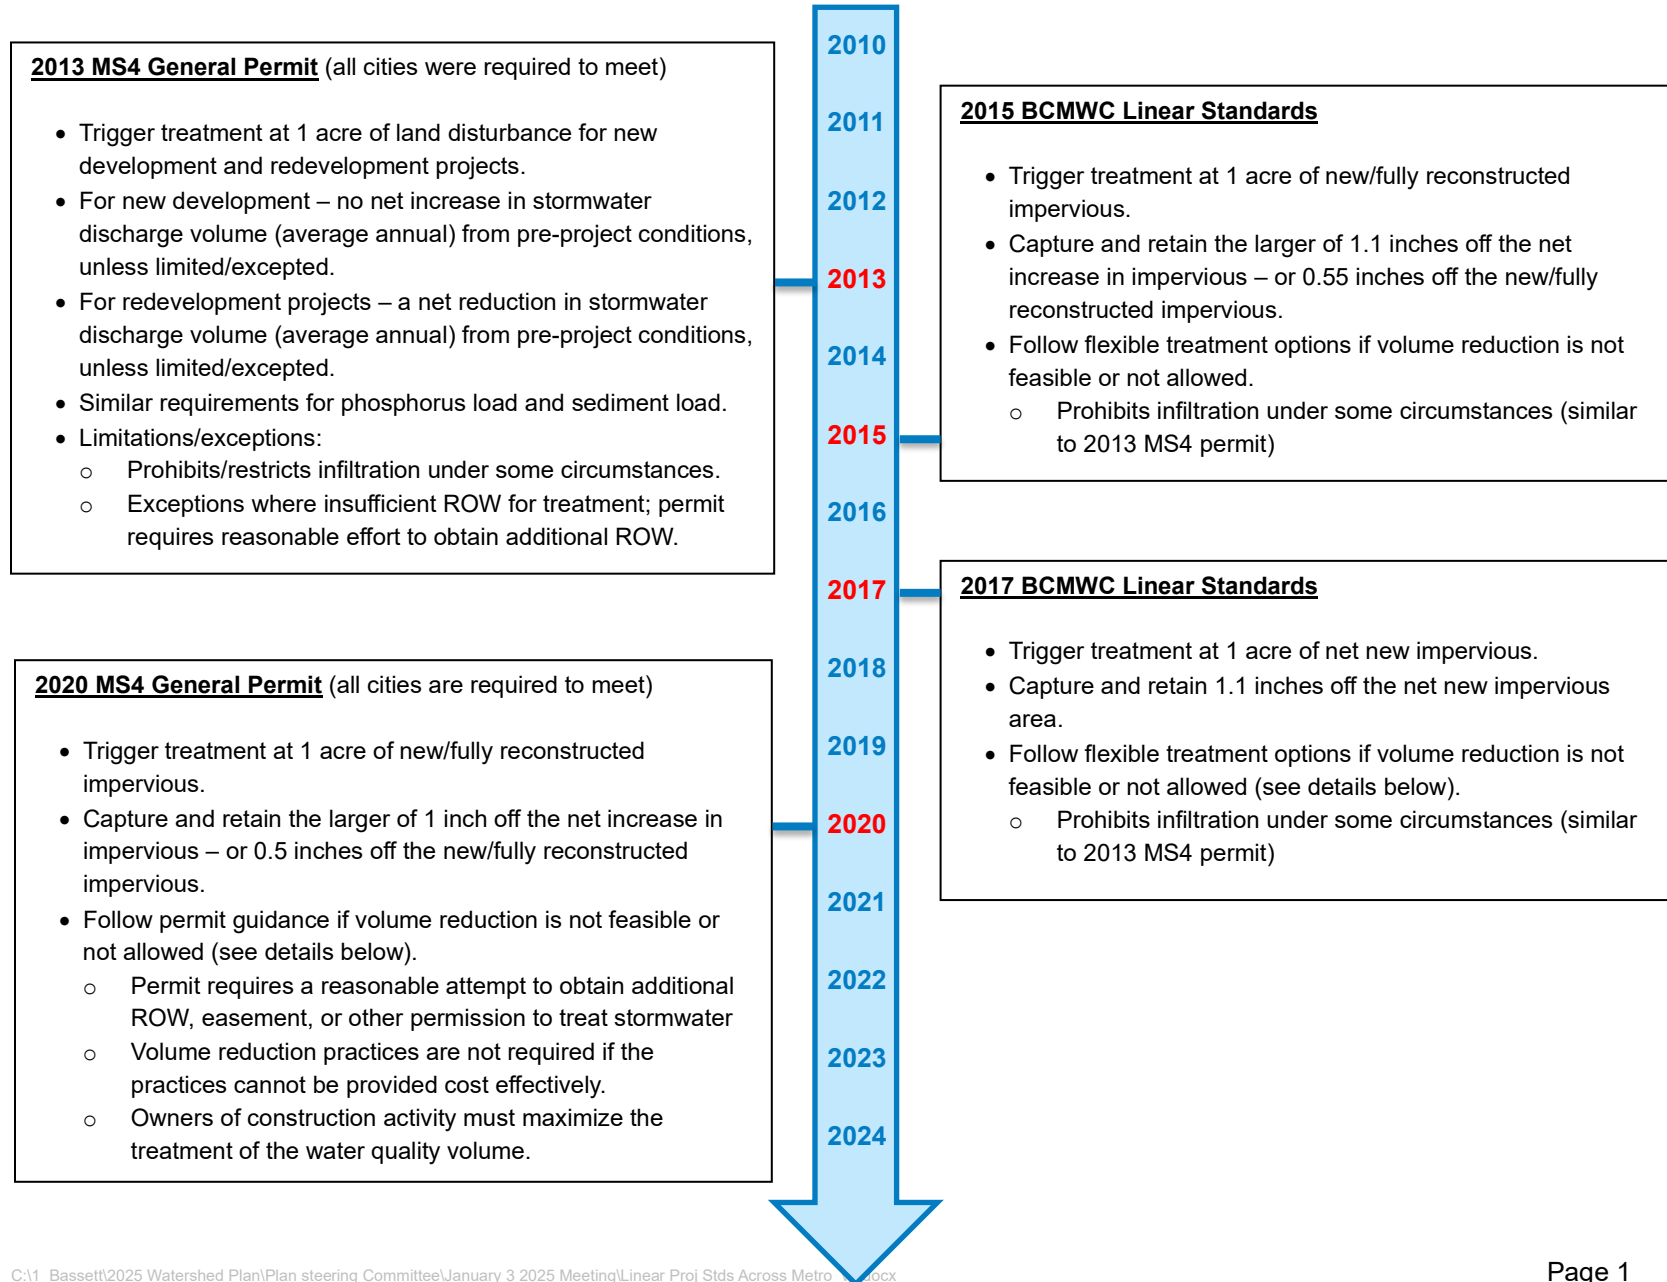 2013 MS4 General Permit (all cities were required to meet)
• Trigger treatment at 1 acre of land disturbance for new
development and redevelopment projects.
• For new development – no net increase in stormwater
discharge volume (average annual) from pre-project conditions,
unless limited/excepted.
• For redevelopment projects – a net reduction in stormwater
discharge volume (average annual) from pre-project conditions,
unless limited/excepted.
• Similar requirements for phosphorus load and sediment load.
• Limitations/exceptions:
o Prohibits/restricts infiltration under some circumstances.
o Exceptions where insufficient ROW for treatment; permit
requires reasonable effort to obtain additional ROW.
2020 MS4 General Permit (all cities are required to meet)
• Trigger treatment at 1 acre of new/fully reconstructed
impervious.
• Capture and retain the larger of 1 inch off the net increase in
impervious – or 0.5 inches off the new/fully reconstructed
impervious.
• Follow permit guidance if volume reduction is not feasible or
not allowed (see details below).
o Permit requires a reasonable attempt to obtain additional
ROW, easement, or other permission to treat stormwater
o Volume reduction practices are not required if the
practices cannot be provided cost effectively.
o Owners of construction activity must maximize the
treatment of the water quality volume.
2010
2011
2012
2013
2014
2015
2016
2017
2018
2019
2020
2021
2022
2023
2024
2015 BCMWC Linear Standards
• Trigger treatment at 1 acre of new/fully reconstructed
impervious.
• Capture and retain the larger of 1.1 inches off the net
increase in impervious – or 0.55 inches off the new/fully
reconstructed impervious.
• Follow flexible treatment options if volume reduction is not
feasible or not allowed.
o Prohibits infiltration under some circumstances (similar
to 2013 MS4 permit)
2017 BCMWC Linear Standards
• Trigger treatment at 1 acre of net new impervious.
• Capture and retain 1.1 inches off the net new impervious
area.
• Follow flexible treatment options if volume reduction is not
feasible or not allowed (see details below).
o Prohibits infiltration under some circumstances (similar
to 2013 MS4 permit)
C:\1_Bassett\2025 Watershed Plan\Plan steering Committee\January 3 2025 Meeting\Linear Proj Stds Across Metro
Page 1